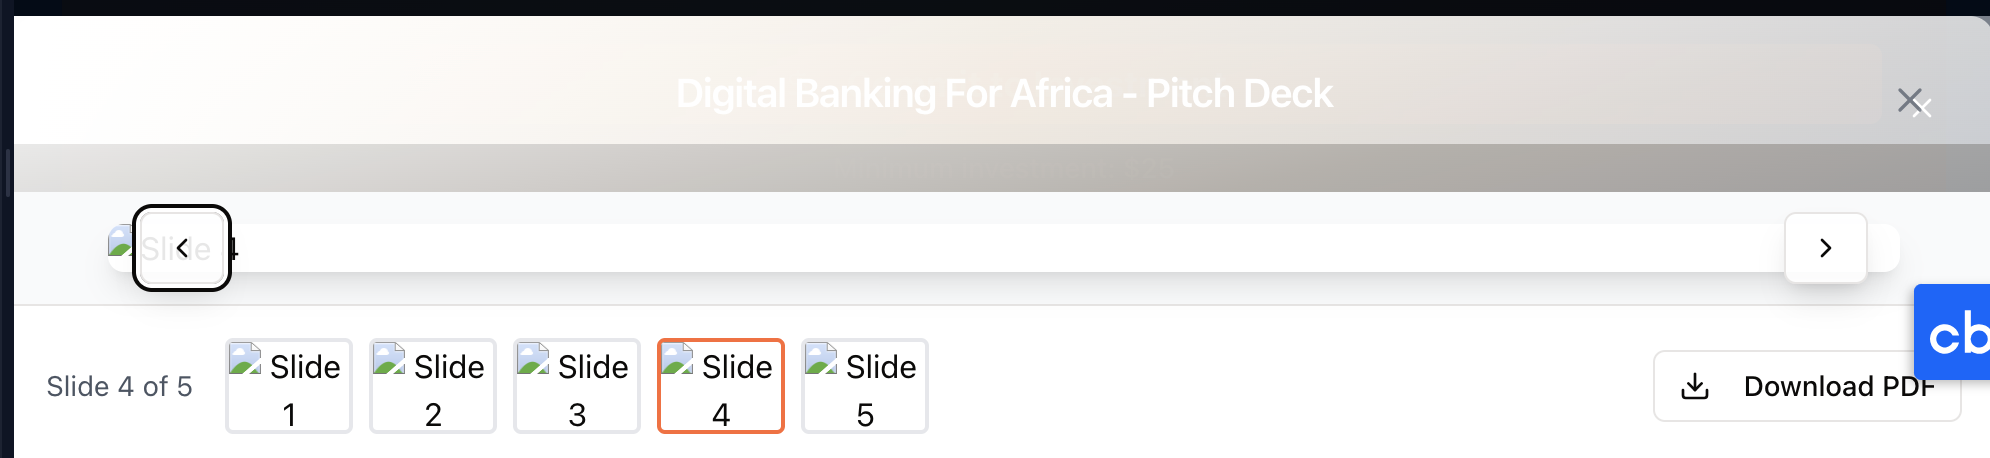 Digital Banking For Africa - Pitch Deck
Slide 4
Slide 4 of 5
Slide 1
Slide 2
Slide 3
Slide 4
Slide 5
Download PDF
cb